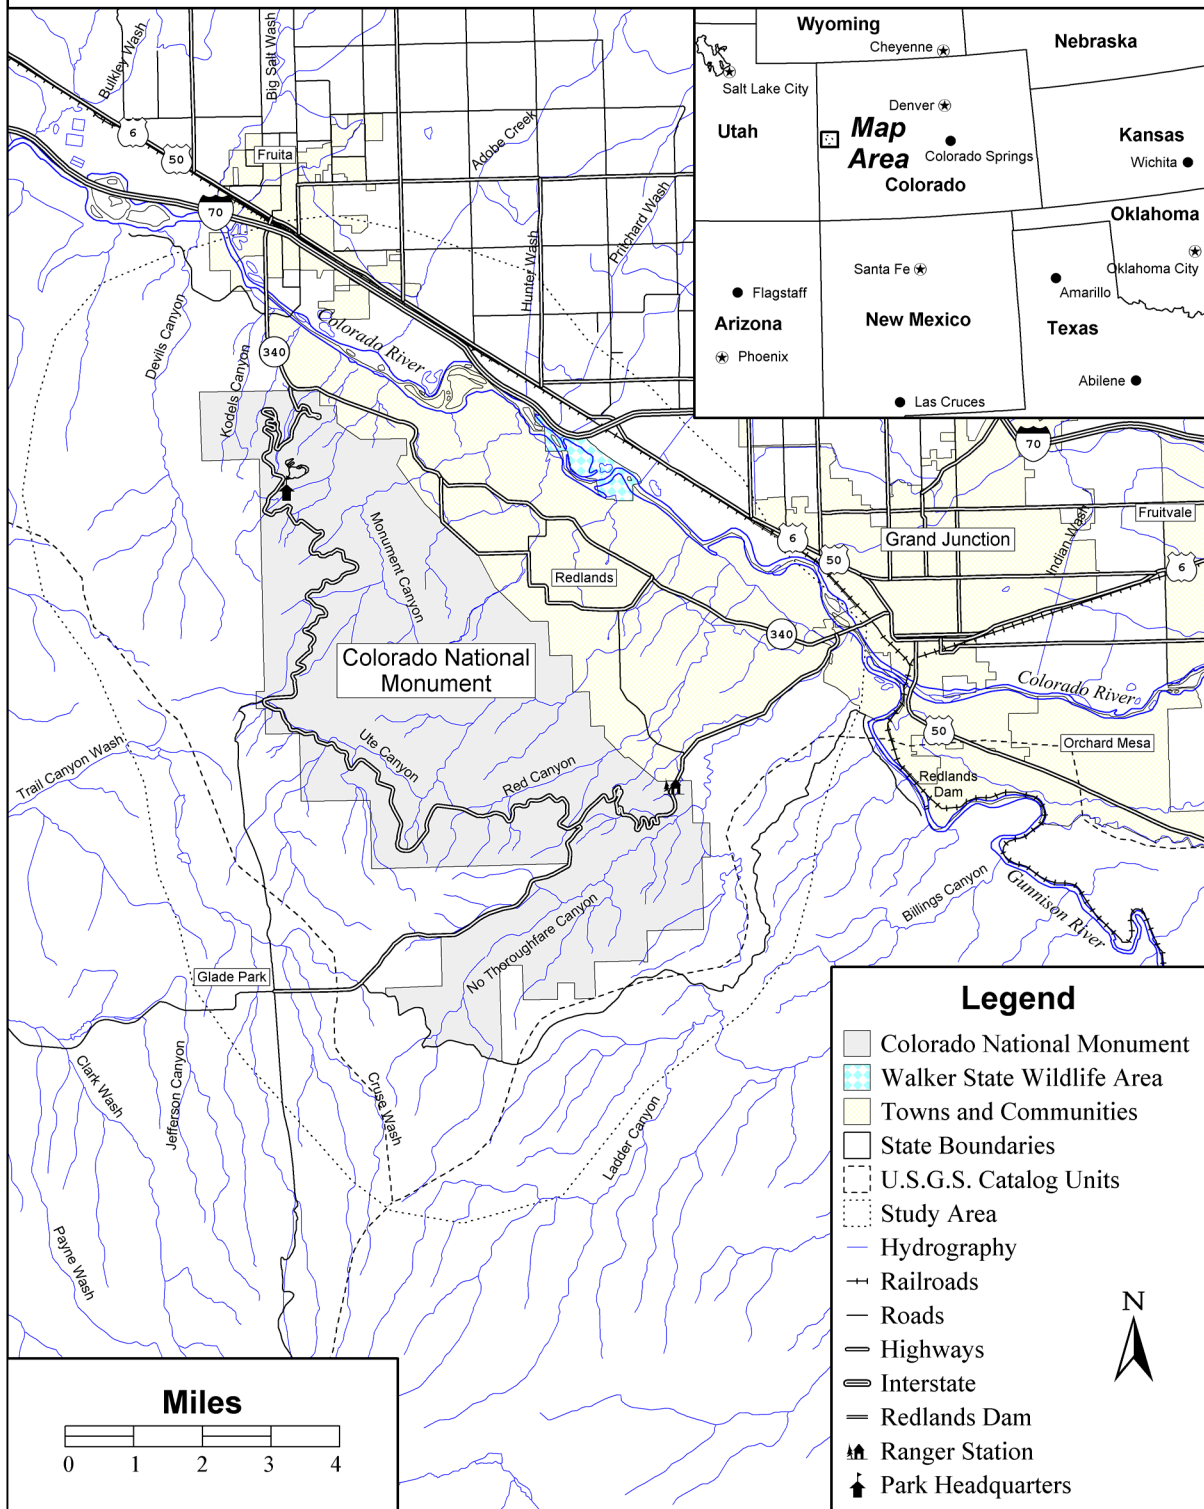 Wyoming
Cheyenne
Nebraska
Salt Lake City
Denver
Utah
Map
Area
Colorado Springs
Colorado
Kansas
Wichita
Oklahoma
Santa Fe
Oklahoma City
Amarillo
Flagstaff
Arizona
New Mexico
Texas
Phoenix
Abilene
Las Cruces
Bulkley Wash
Big Salt Wash
6
50
Fruita
Adobe Creek
70
Pritchard Wash
Hunter Wash
Devils Canyon
Colorado River
340
Kodels Canyon
70
Monument Canyon
Fruitvale
6
Grand Junction
Indian Wash
50
6
Redlands
340
Colorado National
Monument
Colorado River
Ute Canyon
50
Orchard Mesa
Trail Canyon Wash
Red Canyon
Redlands
Dam
Billings Canyon
Gunnison River
No Thoroughfare Canyon
Glade Park
Clark Wash
Jefferson Canyon
Cruse Wash
Ladder Canyon
Payne Wash
Legend
Colorado National Monument
Walker State Wildlife Area
Towns and Communities
State Boundaries
U.S.G.S. Catalog Units
Study Area
Hydrography
Railroads
Roads
Highways
Interstate
Redlands Dam
Ranger Station
Park Headquarters
N
Miles
0 1 2 3 4